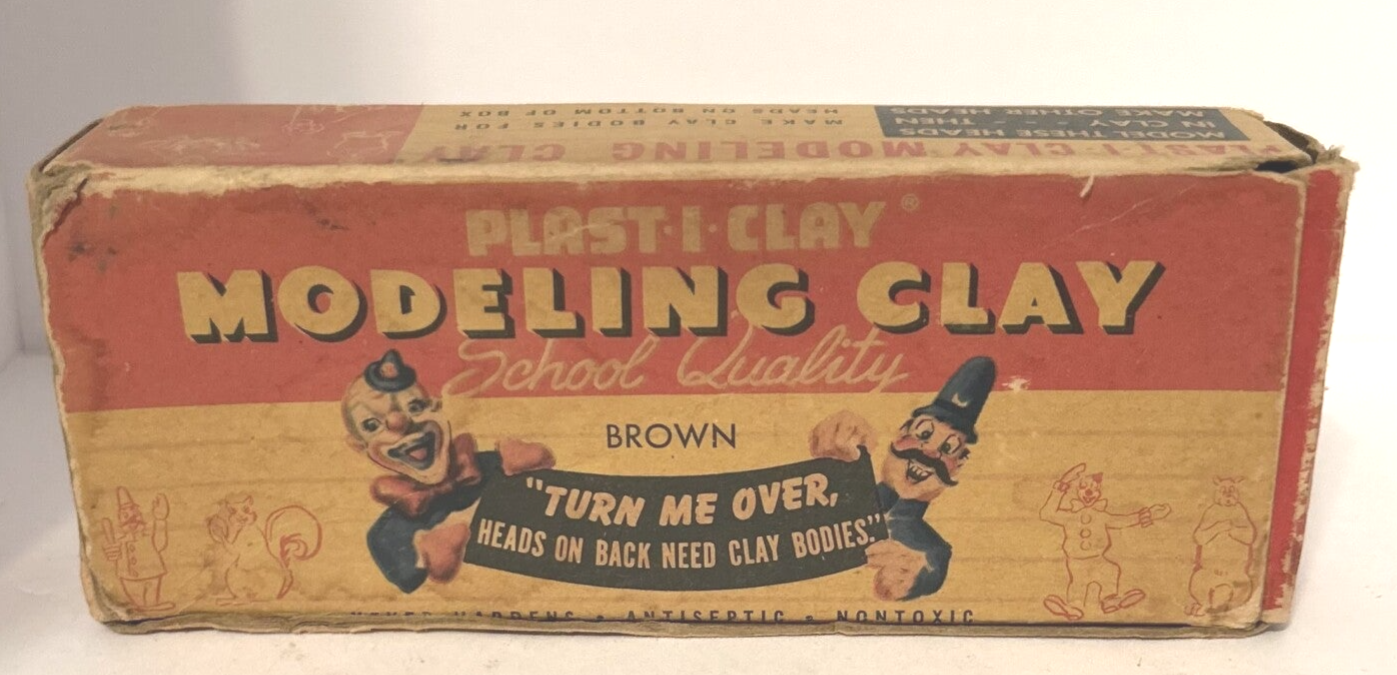 PLAST·I·CLAY®
MODELING CLAY
School Quality
BROWN
"TURN ME OVER,
HEADS ON BACK NEED CLAY BODIES."
NEVER HARDENS • ANTISEPTIC • NONTOXIC
PLAST·I·CLAY MODELING CLAY
MAKE CLAY BODIES FOR
HEADS ON BOTTOM OF BOX
MODEL THESE HEADS
IN CLAY - - - THEN
MAKE OTHER HEADS